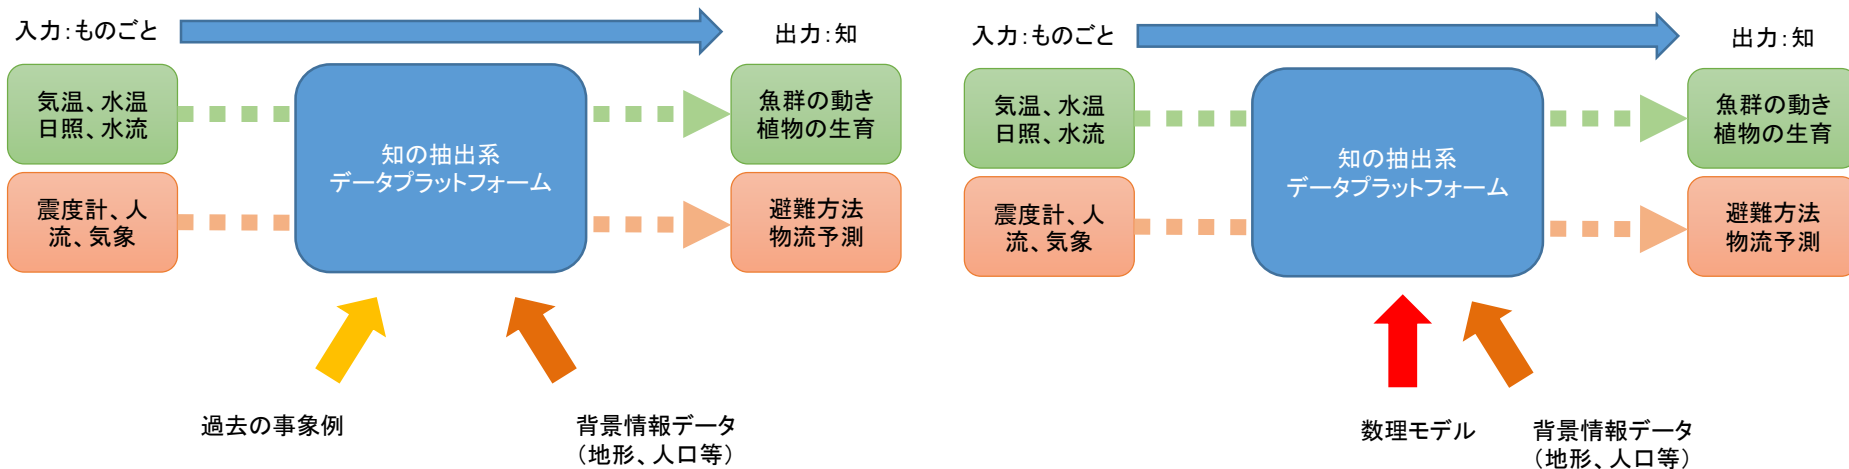 入力:ものごと
出力:知
気温、水温
日照、水流
知の抽出系
データプラットフォーム
魚群の動き
植物の生育
震度計、人
流、気象
避難方法
物流予測
過去の事象例
背景情報データ
(地形、人口等)
入力:ものごと
出力:知
気温、水温
日照、水流
知の抽出系
データプラットフォーム
魚群の動き
植物の生育
震度計、人
流、気象
避難方法
物流予測
数理モデル
背景情報データ
(地形、人口等)